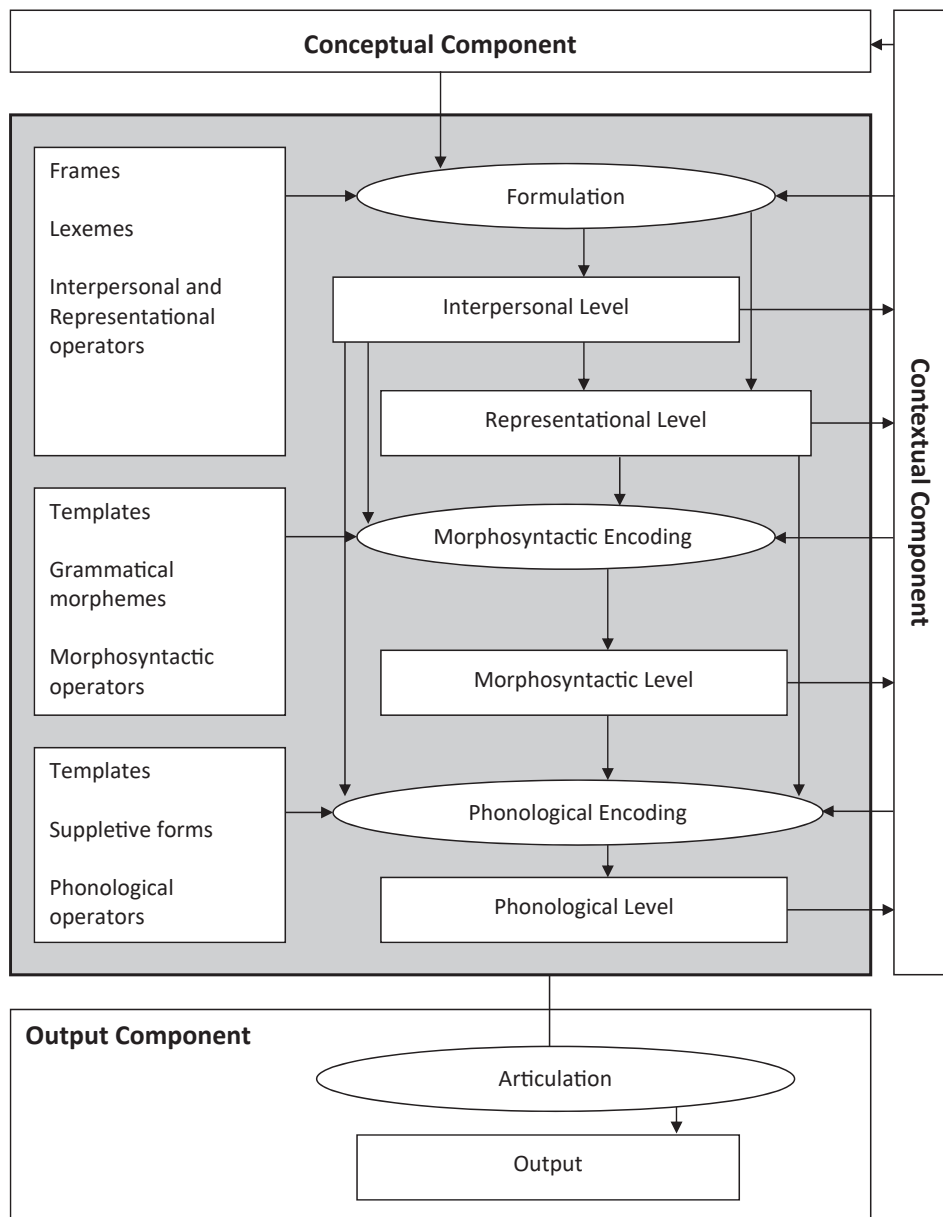 Conceptual Component
Frames
Lexemes
Interpersonal and
Representational
operators
Formulation
Interpersonal Level
Representational Level
Templates
Grammatical
morphemes
Morphosyntactic
operators
Morphosyntactic Encoding
Morphosyntactic Level
Templates
Suppletive forms
Phonological
operators
Phonological Encoding
Phonological Level
Contextual Component
Output Component
Articulation
Output